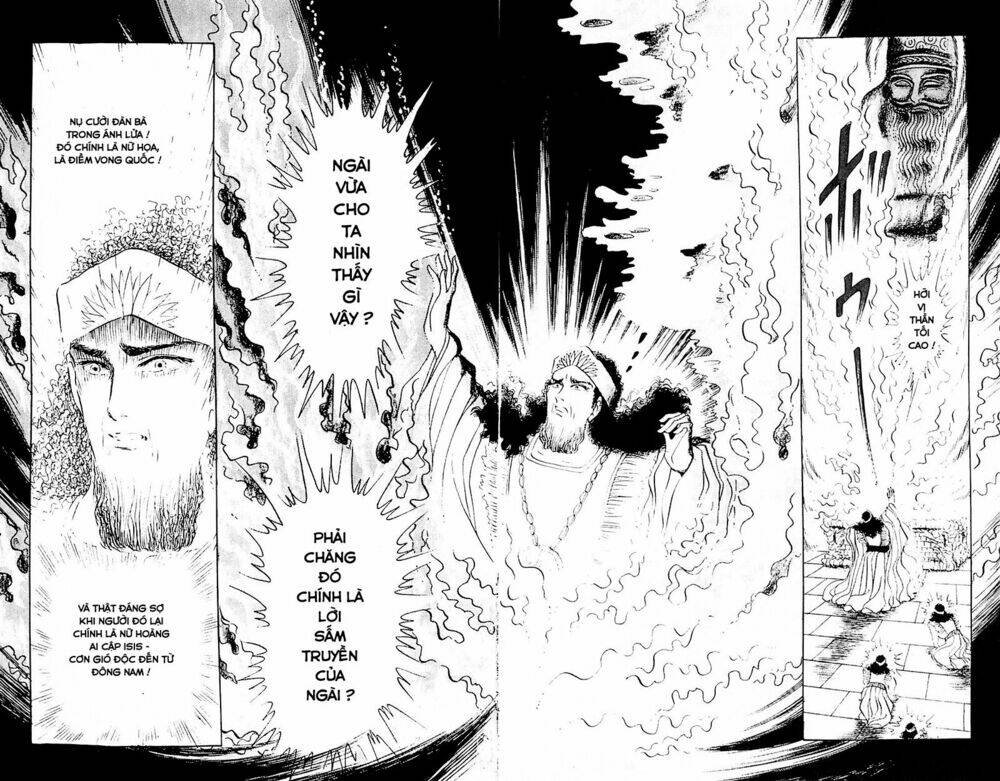 HỠI
VỊ
THẦN
TỐI
CAO !
NGÀI
VỪA
CHO
TA
NHÌN
THẤY
GÌ
VẬY ?
PHẢI
CHĂNG
ĐÓ
CHÍNH LÀ
LỜI
SẤM
TRUYỀN
CỦA
NGÀI ?
NỤ CƯỜI ĐÀN BÀ
TRONG ÁNH LỬA !
ĐÓ CHÍNH LÀ NỮ HỌA,
LÀ ĐIỀM VONG QUỐC !
VÀ THẬT ĐÁNG SỢ
KHI NGƯỜI ĐÓ LẠI
CHÍNH LÀ NỮ HOÀNG
AI CẬP ISIS -
CƠN GIÓ ĐỘC ĐẾN TỪ
ĐÔNG NAM !